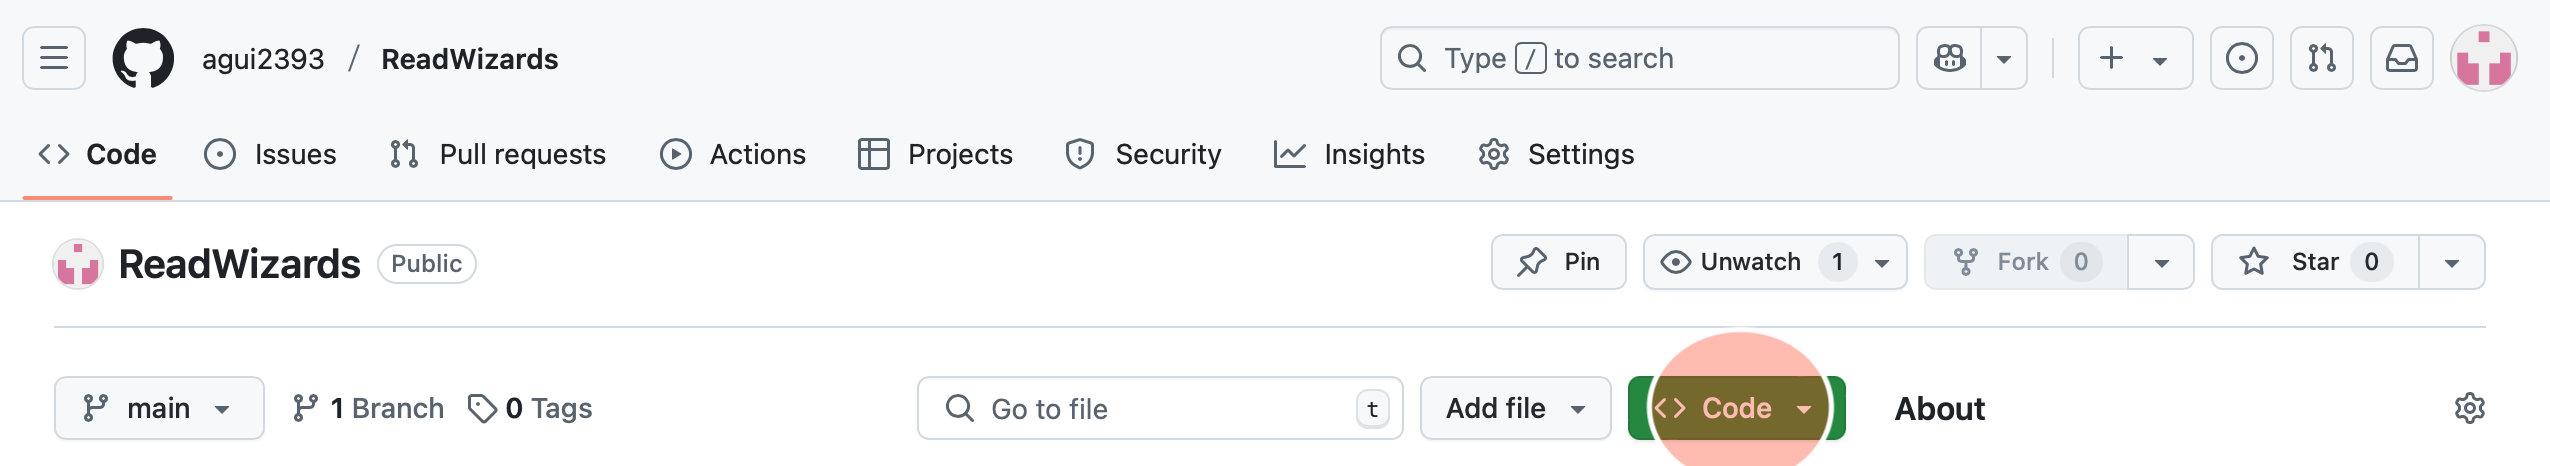 agui2393 / ReadWizards
Type / to search
Code Issues Pull requests Actions Projects Security Insights Settings
ReadWizards Public
Pin Unwatch 1 Fork 0 Star 0
main 1 Branch 0 Tags Go to file t Add file Code About